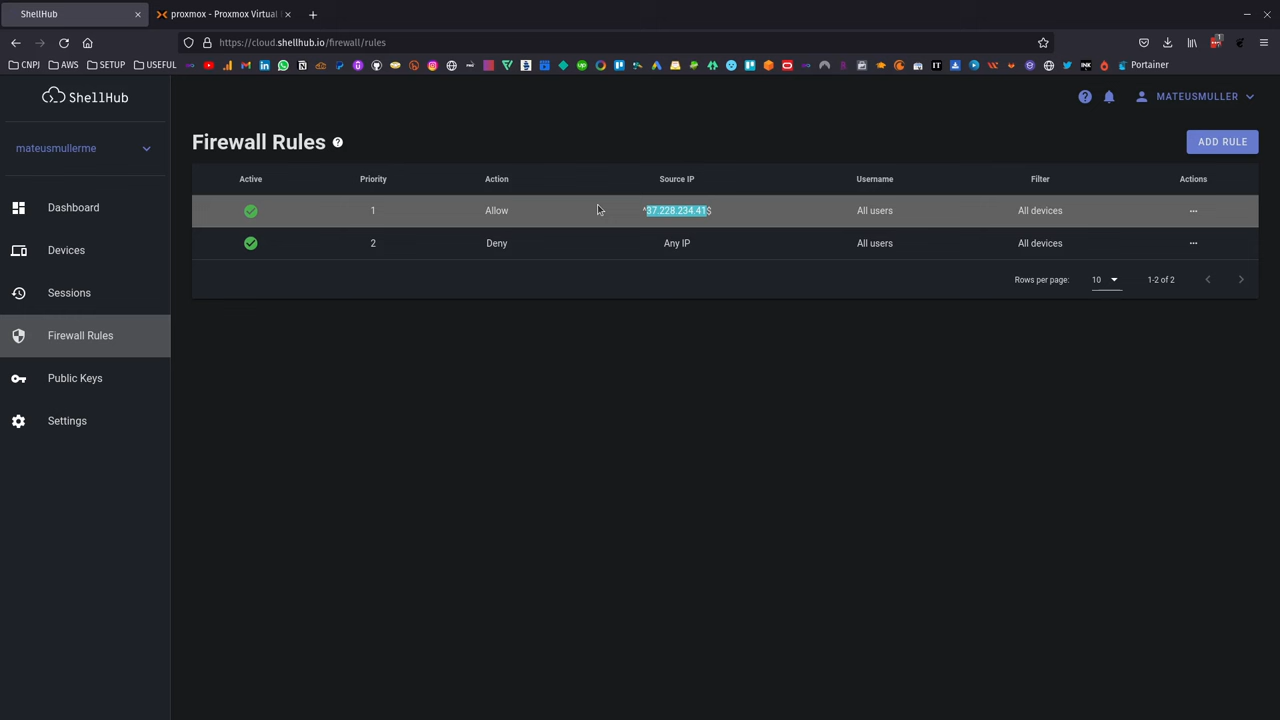 ShellHub
proxmox - Proxmox Virtual
https://cloud.shellhub.io/firewall/rules
CNPJ AWS SETUP USEFUL Portainer
ShellHub
MATEUSMULLER
mateusmullerme
Firewall Rules
ADD RULE
Active Priority Action Source IP Username Filter Actions
1 Allow ^37.228.234.41$ All users All devices ...
2 Deny Any IP All users All devices ...
Rows per page: 10 1-2 of 2
Dashboard
Devices
Sessions
Firewall Rules
Public Keys
Settings